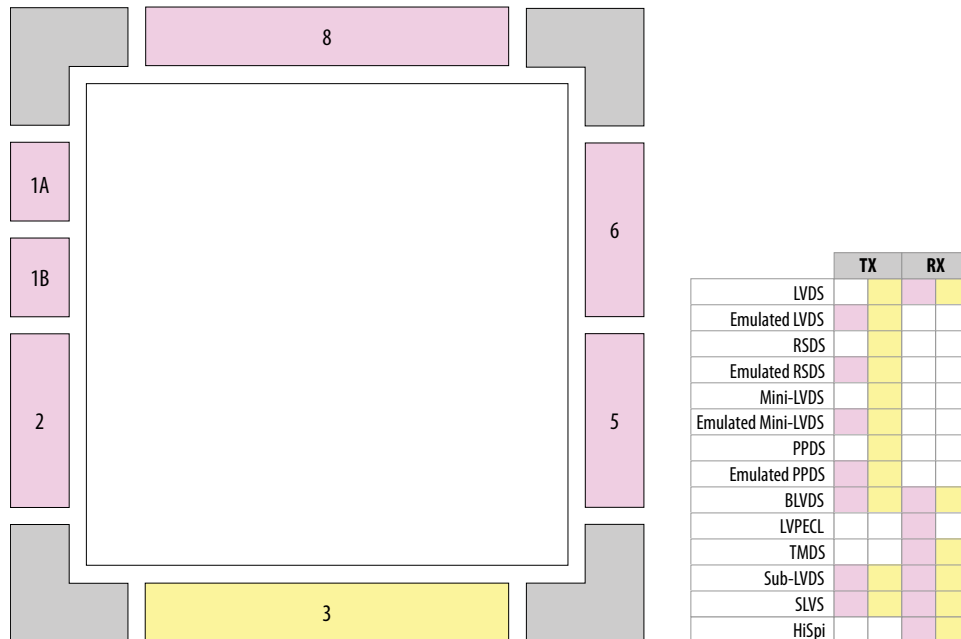 8
1A
6
1B
2
5
3
TX RX
LVDS
Emulated LVDS
RSDS
Emulated RSDS
Mini-LVDS
Emulated Mini-LVDS
PPDS
Emulated PPDS
BLVDS
LVPECL
TMDS
Sub-LVDS
SLVS
HiSpi